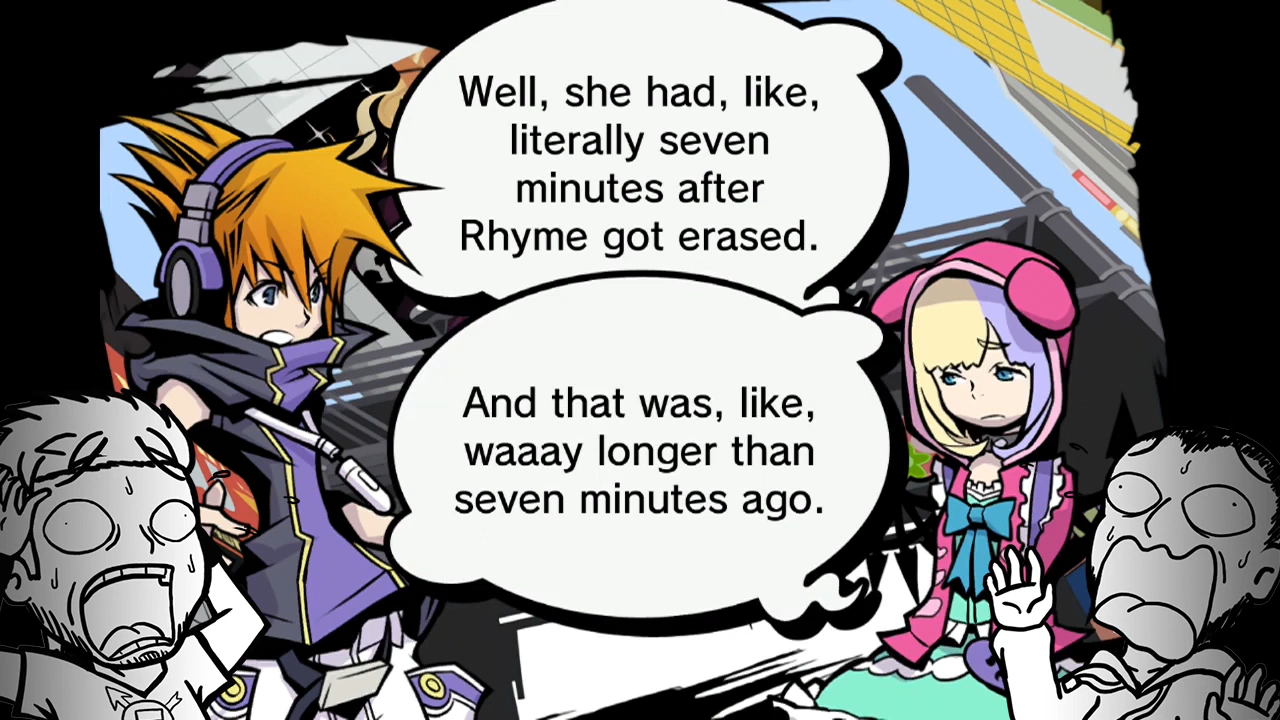 Well, she had, like,
literally seven
minutes after
Rhyme got erased.
And that was, like,
waaay longer than
seven minutes ago.